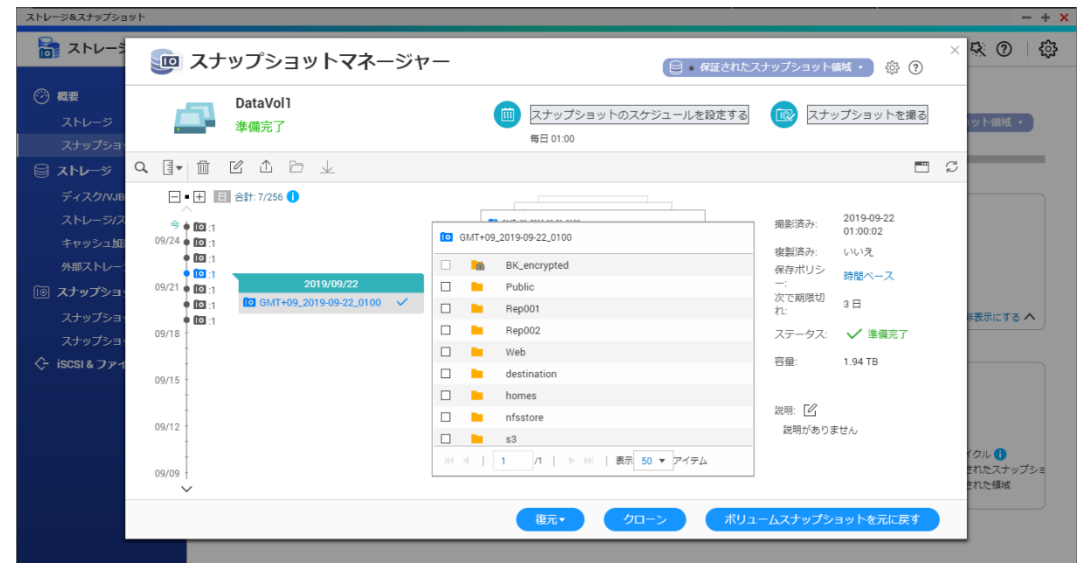 ストレージ&スナップショット
ストレージ
スナップショットマネージャー
保証されたスナップショット領域
DataVol1
準備完了
スナップショットのスケジュールを設定する
毎日 01:00
スナップショットを撮る
ョット領域
概要
ストレージ
スナップショ
ストレージ
ディスク/VJB
ストレージ/ス
キャッシュ加
外部ストレー
スナップショ
スナップショ
スナップショ
iSCSI & ファイ
日 合計: 7/256
今 :1
09/24 :1
:1
:1
09/21 :1
:1
:1
09/18
09/15
09/12
09/09
2019/09/22
GMT+09_2019-09-22_0100
GMT+09_2019-09-22_0100
BK_encrypted
Public
Rep001
Rep002
Web
destination
homes
nfsstore
s3
1 /1 表示 50 アイテム
撮影済み: 2019-09-22 
01:00:02
複製済み: いいえ
保存ポリシ
ー: 時間ベース
次で期限切
れ: 3 日
ステータス: 準備完了
容量: 1.94 TB
説明:
説明がありません
非表示にする
イクル
されたスナップショ
された領域
復元
クローン
ボリュームスナップショットを元に戻す